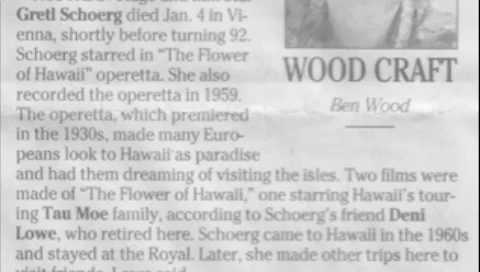 Gretl Schoerg died Jan. 4 in Vi-
enna, shortly before turning 92.
Schoerg starred in "The Flower
of Hawaii" operetta. She also
recorded the operetta in 1959.
The operetta, which premiered
in the 1930s, made many Euro-
peans look to Hawaii as paradise
and had them dreaming of visiting the isles. Two films were
made of "The Flower of Hawaii," one starring Hawaii's tour-
ing Tau Moe family, according to Schoerg's friend Deni
Lowe, who retired here. Schoerg came to Hawaii in the 1960s
and stayed at the Royal. Later, she made other trips here to
WOOD CRAFT
Ben Wood